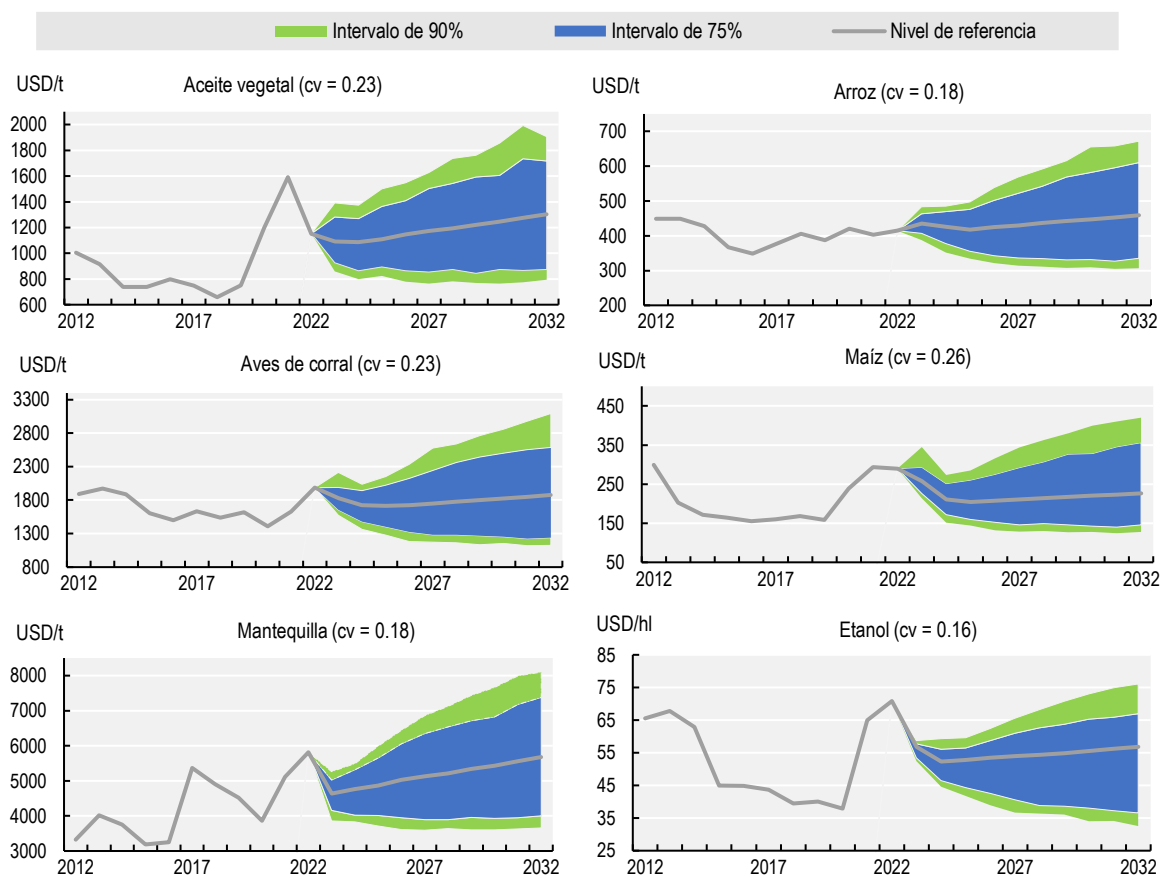 Intervalo de 90% Intervalo de 75% Nivel de referencia
USD/t Aceite vegetal (cv = 0.23)
2000
1800
1600
1400
1200
1000
800
600
2012 2017 2022 2027 2032
USD/t Arroz (cv = 0.18)
700
600
500
400
300
200
2012 2017 2022 2027 2032
USD/t Aves de corral (cv = 0.23)
3300
2800
2300
1800
1300
800
2012 2017 2022 2027 2032
USD/t Maíz (cv = 0.26)
450
350
250
150
50
2012 2017 2022 2027 2032
USD/t Mantequilla (cv = 0.18)
8000
7000
6000
5000
4000
3000
2012 2017 2022 2027 2032
USD/hl Etanol (cv = 0.16)
85
75
65
55
45
35
25
2012 2017 2022 2027 2032